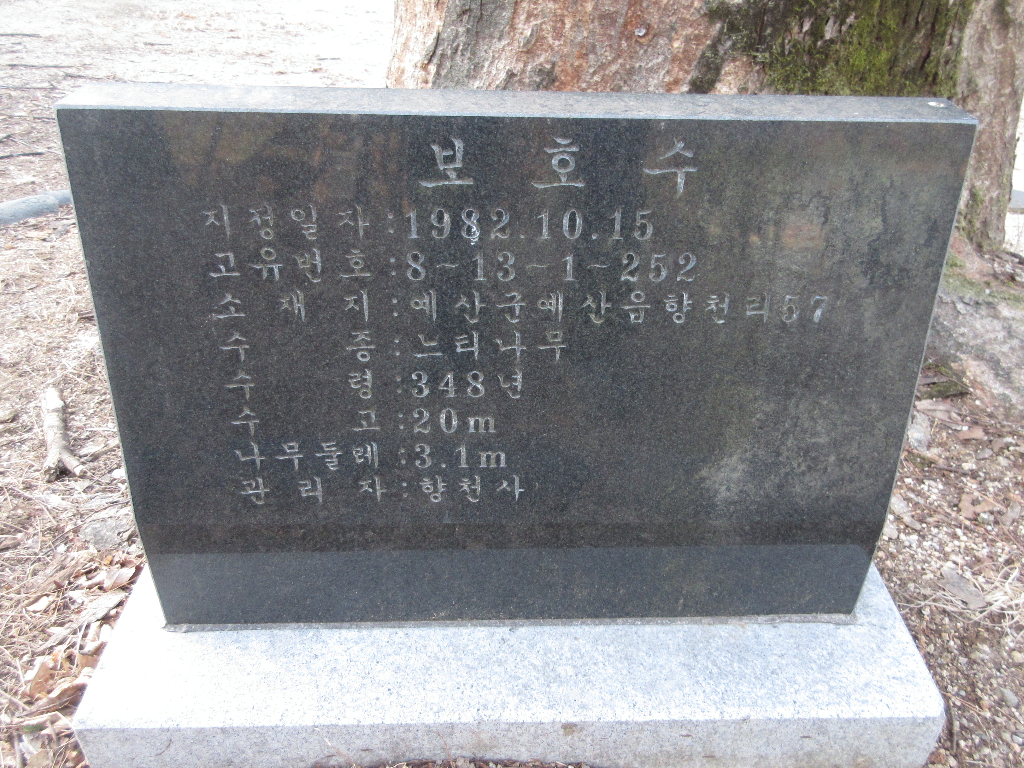 보 호 수
지정일자:1982.10.15
고유번호:8-13-1-252
소 재 지:예산군예산읍향천리57
수 종:느티나무
수 령:348년
수 고:20m
나무둘레:3.1m
관 리 자:향천사